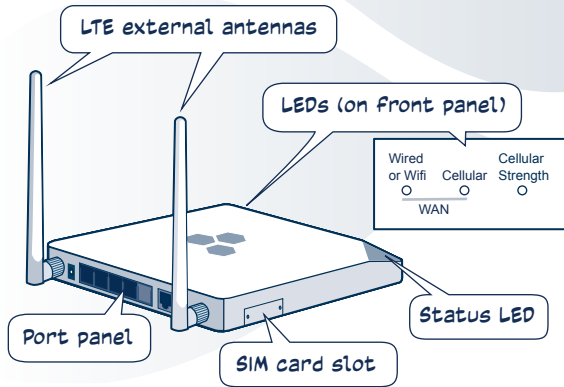 LTE external antennas
LEDs (on front panel)
Wired
or Wifi
Cellular
Cellular
Strength
WAN
Status LED
Port panel
SIM card slot